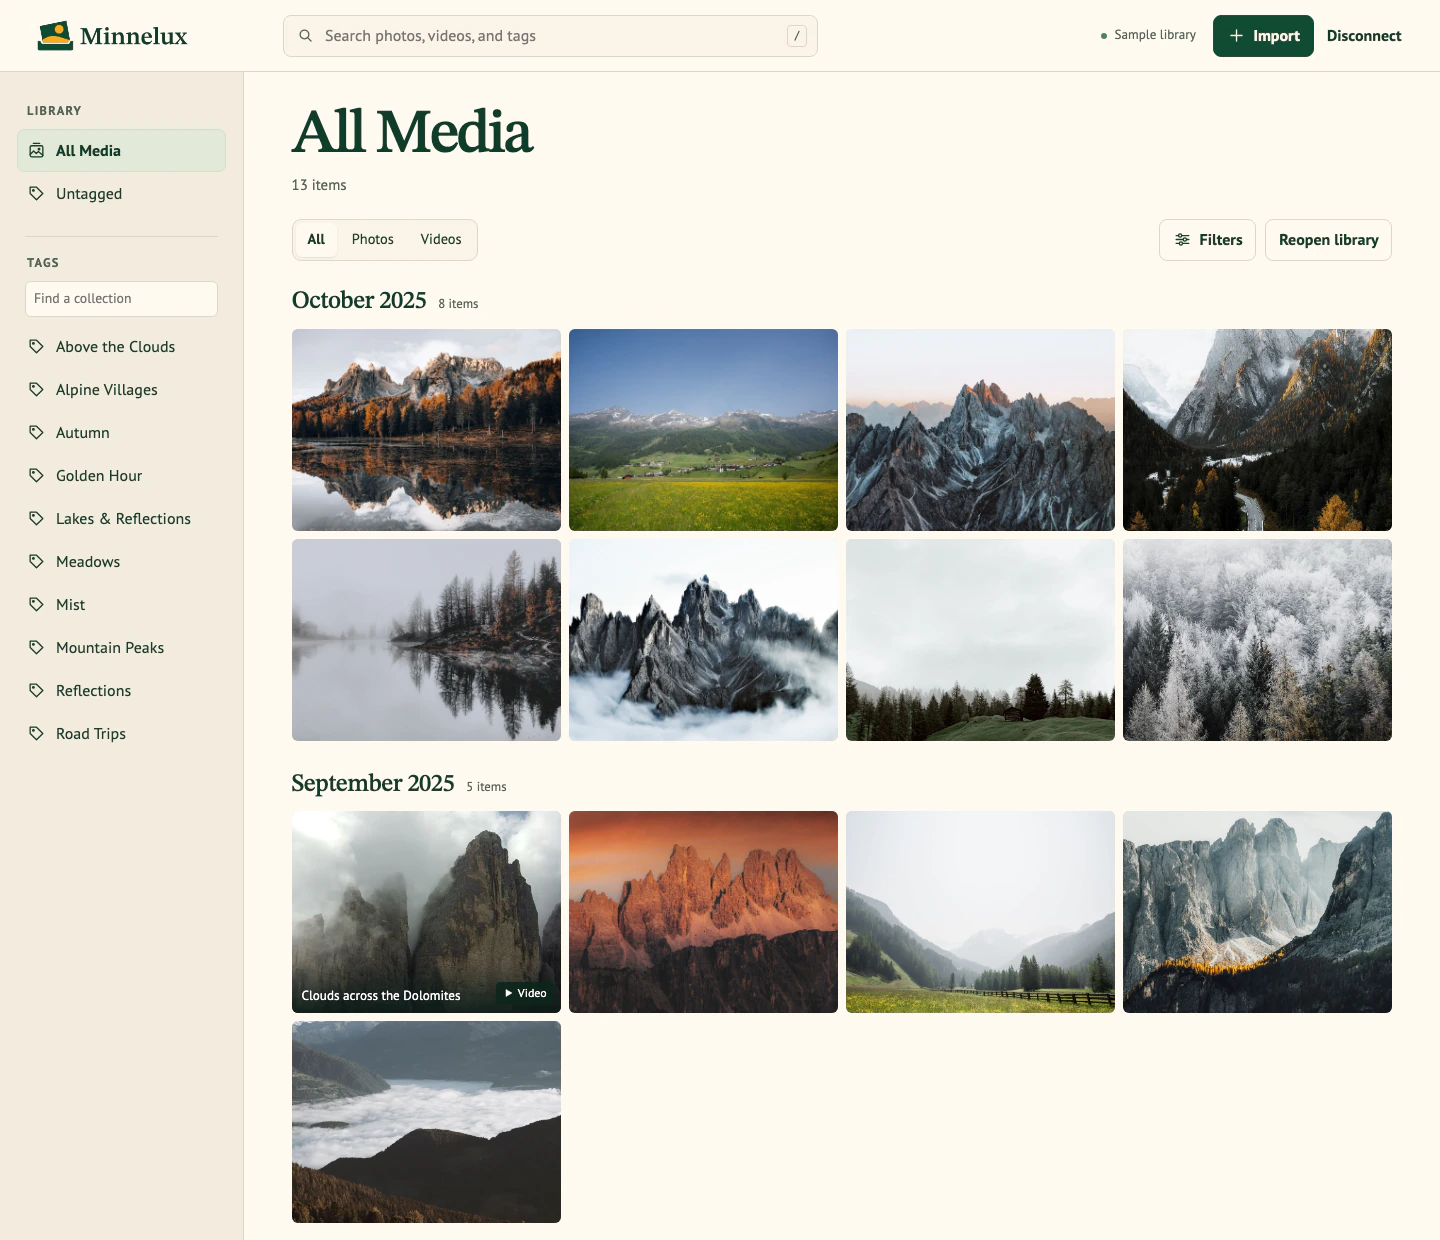 Minnelux
Search photos, videos, and tags
/
Sample library
Import
Disconnect
LIBRARY
All Media
Untagged
TAGS
Find a collection
Above the Clouds
Alpine Villages
Autumn
Golden Hour
Lakes & Reflections
Meadows
Mist
Mountain Peaks
Reflections
Road Trips
All Media
13 items
All Photos Videos
Filters
Reopen library
October 2025 8 items
September 2025 5 items
Clouds across the Dolomites
Video